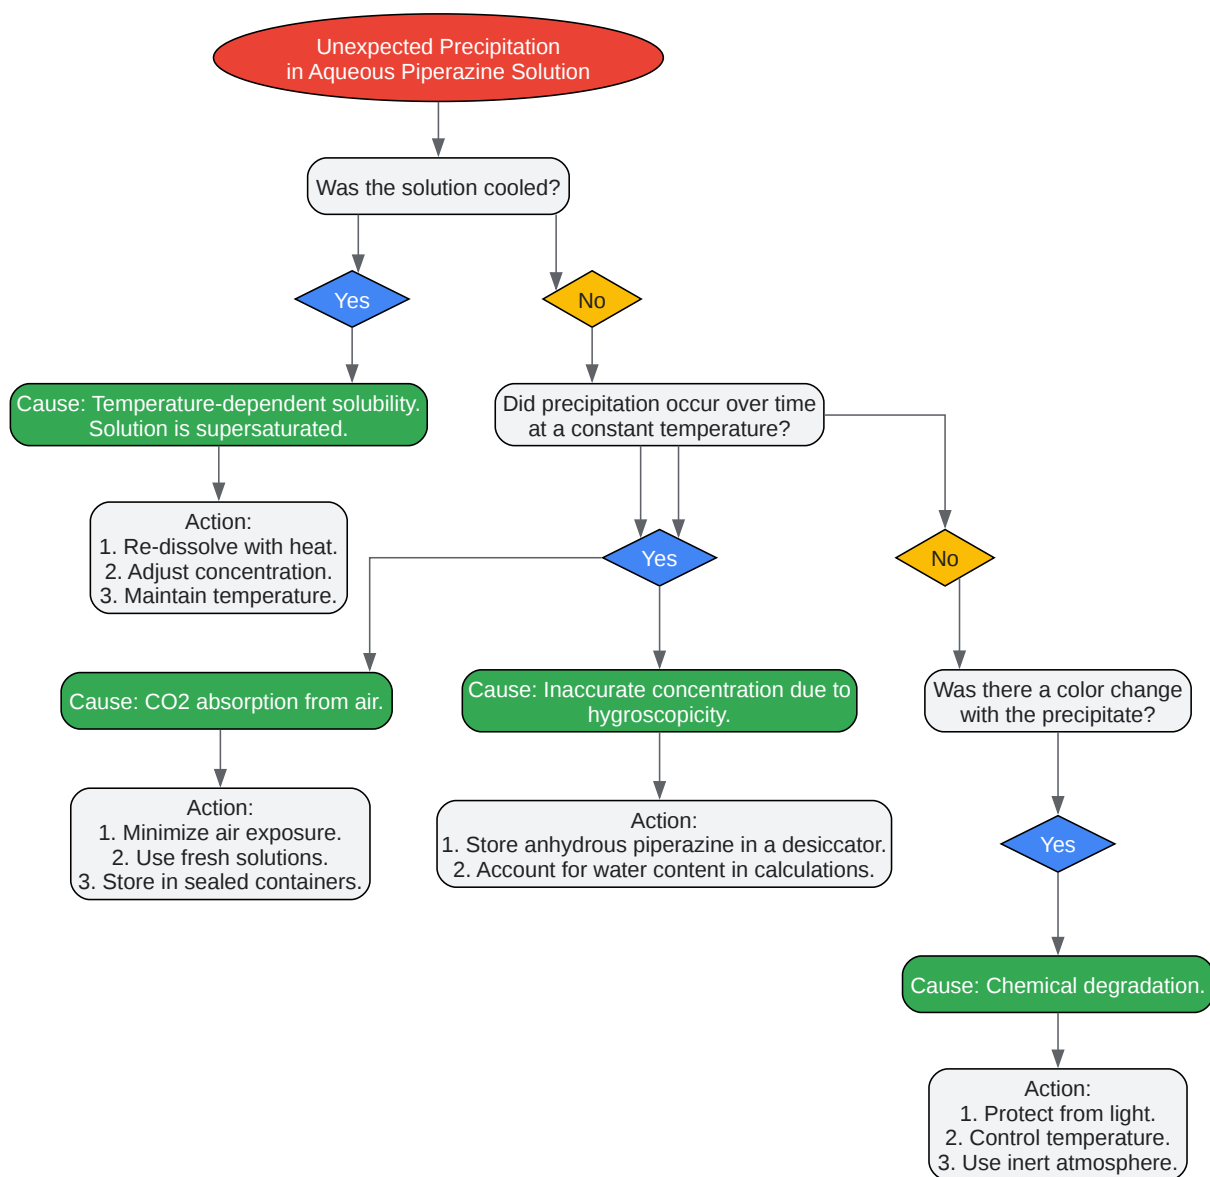 Unexpected Precipitation
in Aqueous Piperazine Solution
Was the solution cooled?
Yes
No
Cause: Temperature-dependent solubility.
Solution is supersaturated.
Did precipitation occur over time
at a constant temperature?
Action:
1. Re-dissolve with heat.
2. Adjust concentration.
3. Maintain temperature.
Yes
No
Cause: CO2 absorption from air.
Cause: Inaccurate concentration due to
hygroscopicity.
Was there a color change
with the precipitate?
Action:
1. Minimize air exposure.
2. Use fresh solutions.
3. Store in sealed containers.
Action:
1. Store anhydrous piperazine in a desiccator.
2. Account for water content in calculations.
Yes
Cause: Chemical degradation.
Action:
1. Protect from light.
2. Control temperature.
3. Use inert atmosphere.